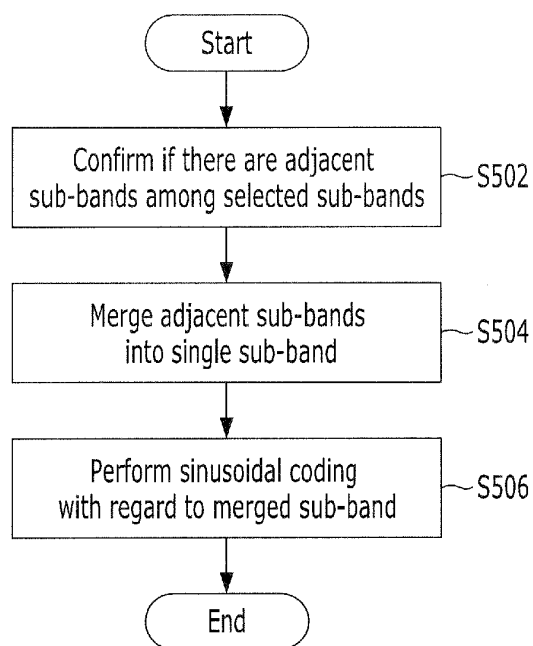 Start
Confirm if there are adjacent
sub-bands among selected sub-bands
S502
Merge adjacent sub-bands
into single sub-band
S504
Perform sinusoidal coding
with regard to merged sub-band
S506
End